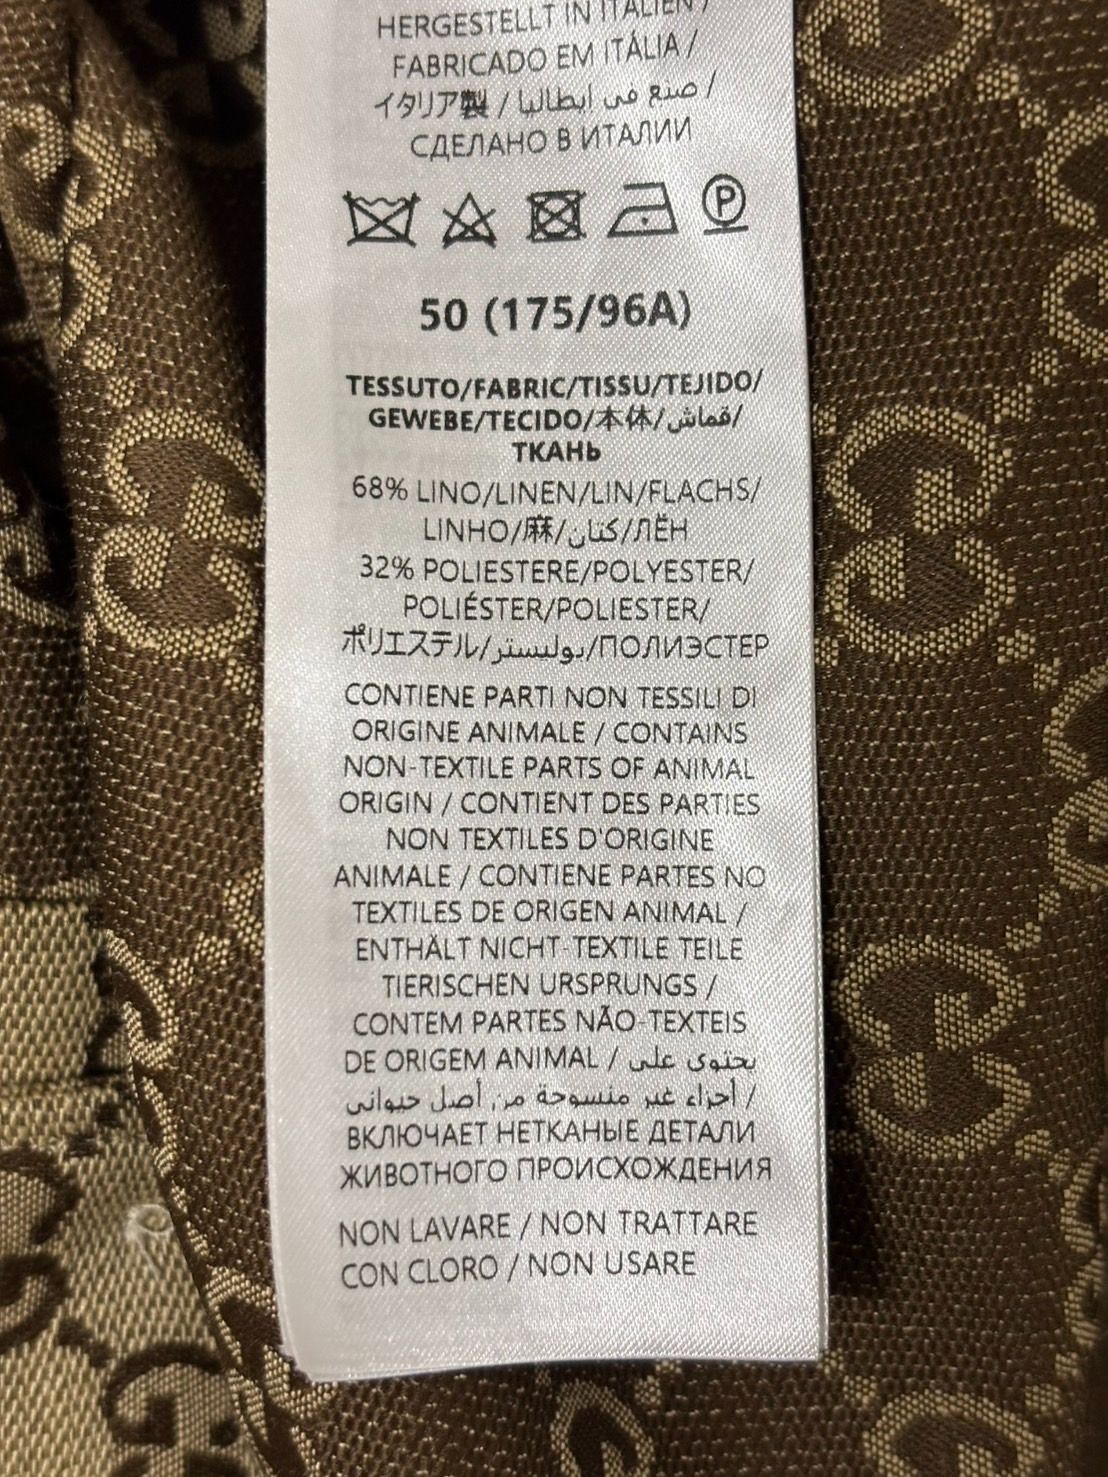 HERGESTELLT IN ITALIEN /
FABRICADO EM ITÁLIA /
イタリア製 / صنع في ايطاليا /
СДЕЛАНО В ИТАЛИИ
P
50 (175/96A)
TESSUTO/FABRIC/TISSU/TEJIDO/
GEWEBE/TECIDO/本体/قماش/
ТКАНЬ
68% LINO/LINEN/LIN/FLACHS/
LINHO/麻/كتان/ЛЁН
32% POLIESTERE/POLYESTER/
POLIÉSTER/POLIESTER/
ポリエステル/بوليستر/ПОЛИЭСТЕР
CONTIENE PARTI NON TESSILI DI
ORIGINE ANIMALE / CONTAINS
NON-TEXTILE PARTS OF ANIMAL
ORIGIN / CONTIENT DES PARTIES
NON TEXTILES D'ORIGINE
ANIMALE / CONTIENE PARTES NO
TEXTILES DE ORIGEN ANIMAL /
ENTHÄLT NICHT-TEXTILE TEILE
TIERISCHEN URSPRUNGS /
CONTEM PARTES NÃO-TEXTEIS
DE ORIGEM ANIMAL / يحتوي على
أجزاء غير منسوجة من أصل حيواني /
ВКЛЮЧАЕТ НЕТКАНЫЕ ДЕТАЛИ
ЖИВОТНОГО ПРОИСХОЖДЕНИЯ
NON LAVARE / NON TRATTARE
CON CLORO / NON USARE